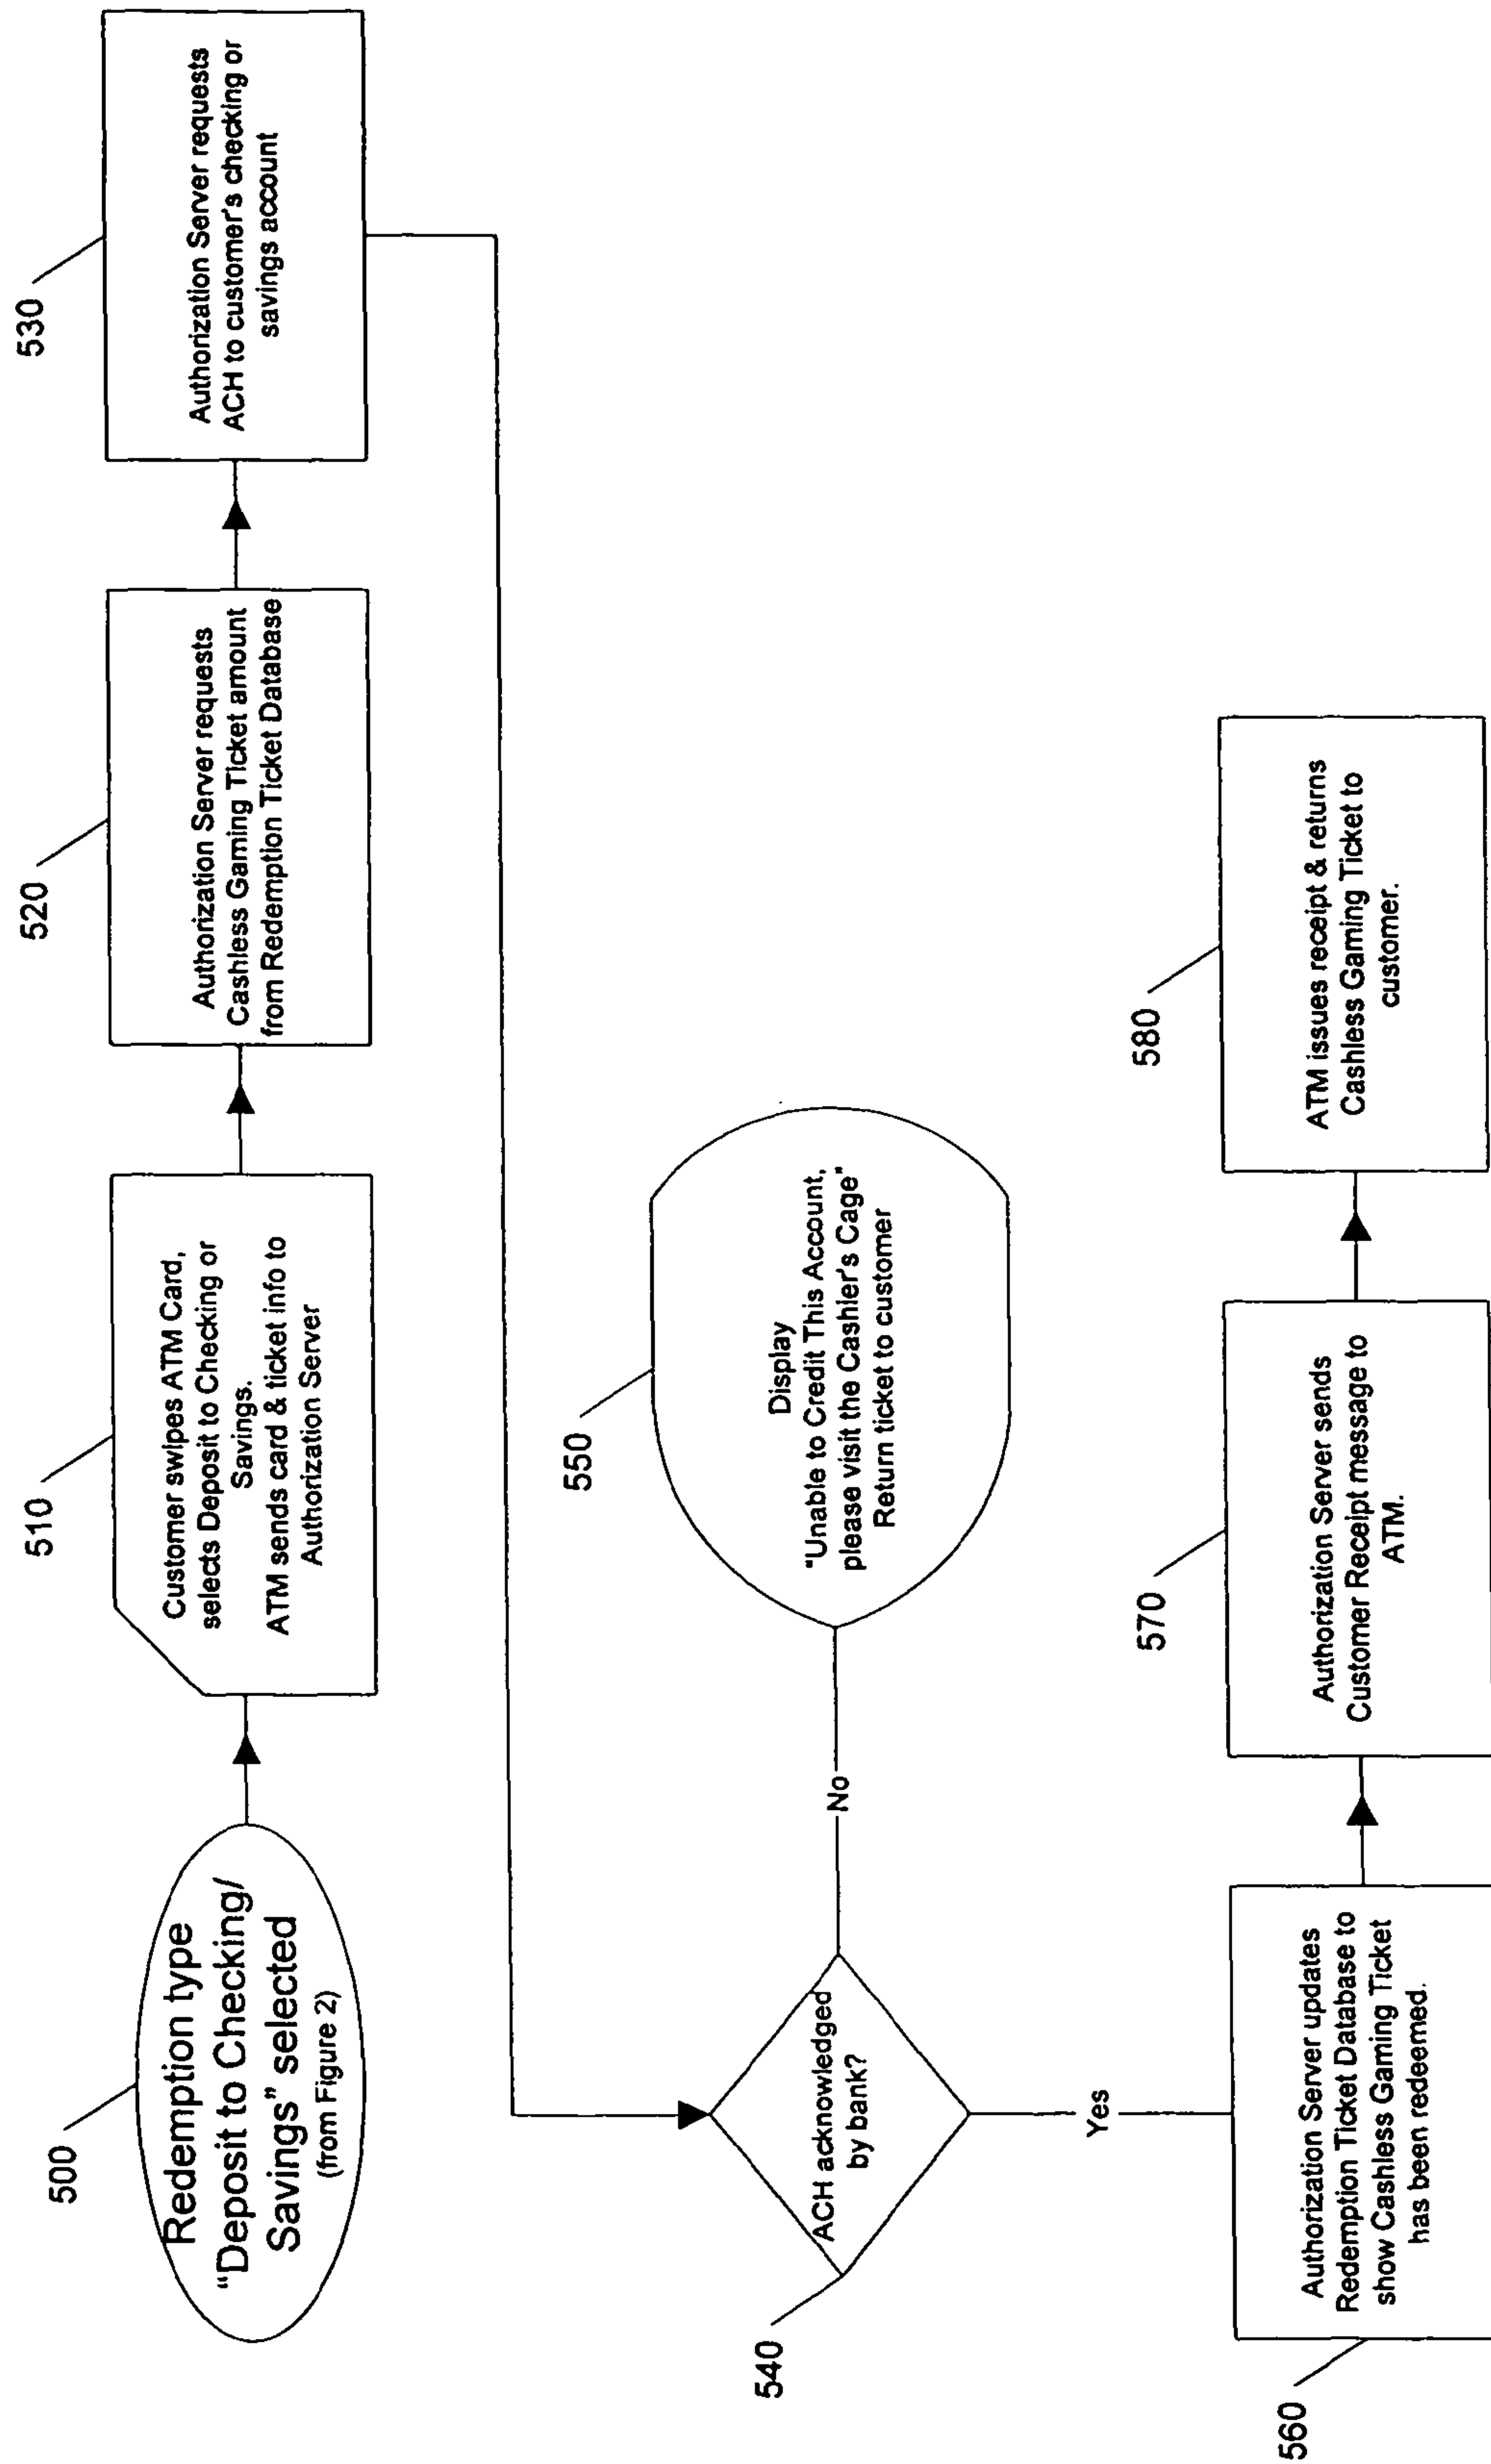 500
Redemption type
“Deposit to Checking/
Savings” selected
(from Figure 2)
510
Customer swipes ATM Card,
selects Deposit to Checking or
Savings.
ATM sends card & ticket info to
Authorization Server
520
Authorization Server requests
Cashless Gaming Ticket amount
from Redemption Ticket Database
530
Authorization Server requests
ACH to customer's checking or
savings account
540
ACH acknowledged
by bank?
No
550
Display
"Unable to Credit This Account,
please visit the Cashier's Cage"
Return ticket to customer
Yes
560
Authorization Server updates
Redemption Ticket Database to
show Cashless Gaming Ticket
has been redeemed.
570
Authorization Server sends
Customer Receipt message to
ATM.
580
ATM issues receipt & returns
Cashless Gaming Ticket to
customer.